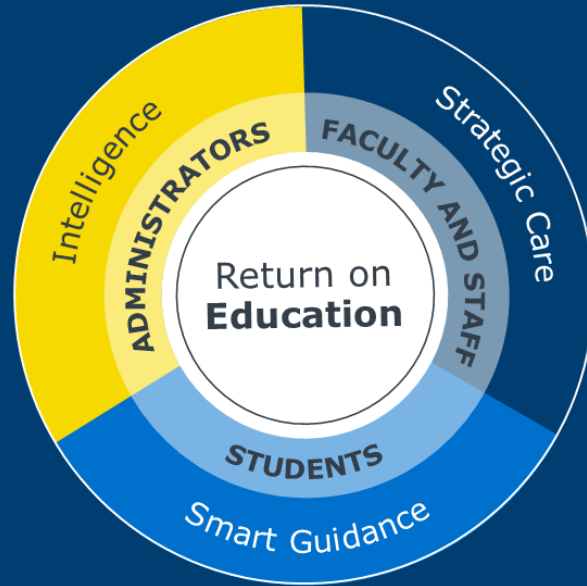 Intelligence
ADMINISTRATORS
Strategic Care
FACULTY AND STAFF
Return on
Education
STUDENTS
Smart Guidance